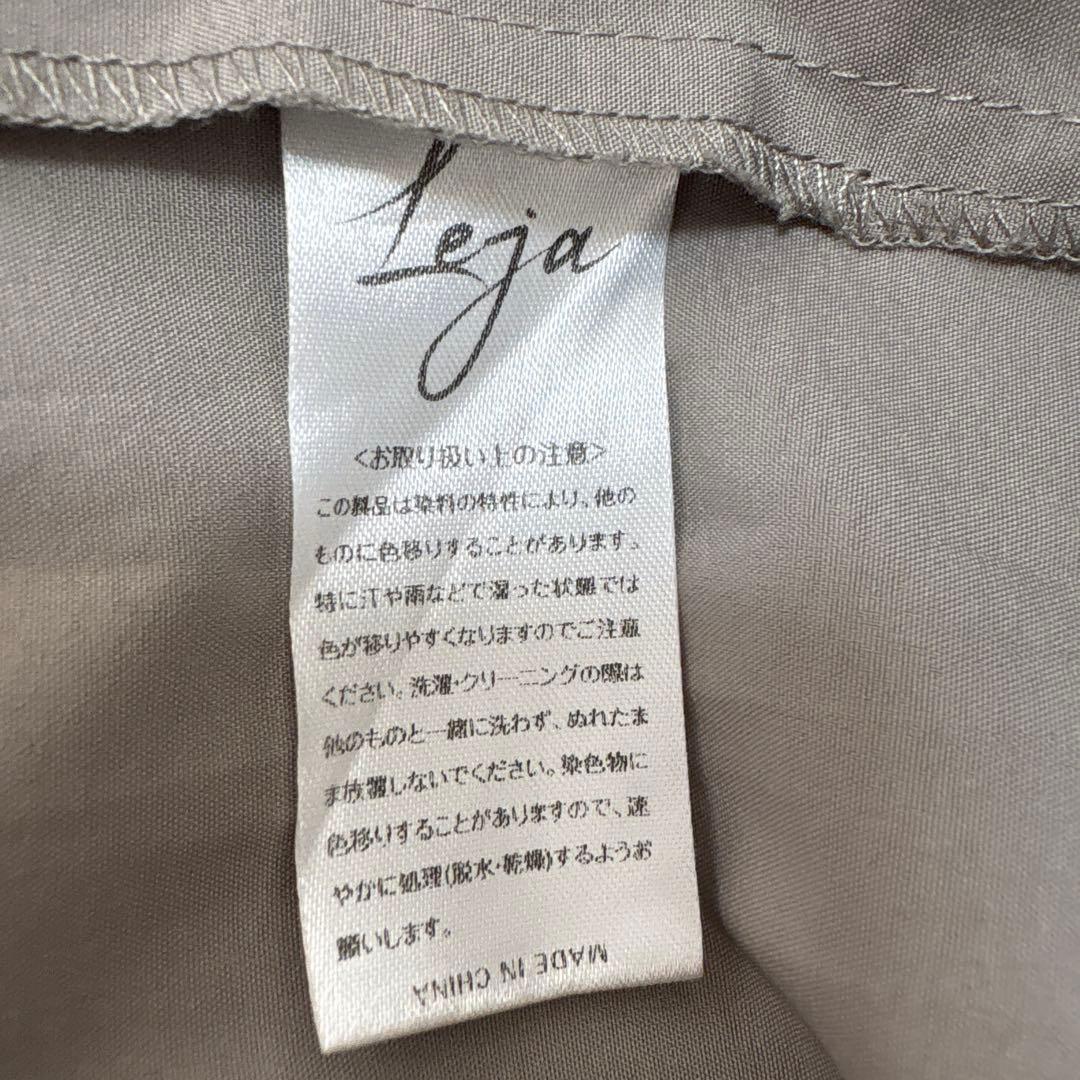 Leja
<お取り扱い上の注意>
この製品は染料の特性により、他の
ものに色移りすることがあります。
特に汗や雨などで湿った状態では
色が移りやすくなりますのでご注意
ください。洗濯・クリーニングの際は
他のものと一緒に洗わず、ぬれたま
ま放置しないでください。染色物に
色移りすることがありますので、速
やかに処理(脱水・乾燥)するようお
願いします。
MADE IN CHINA